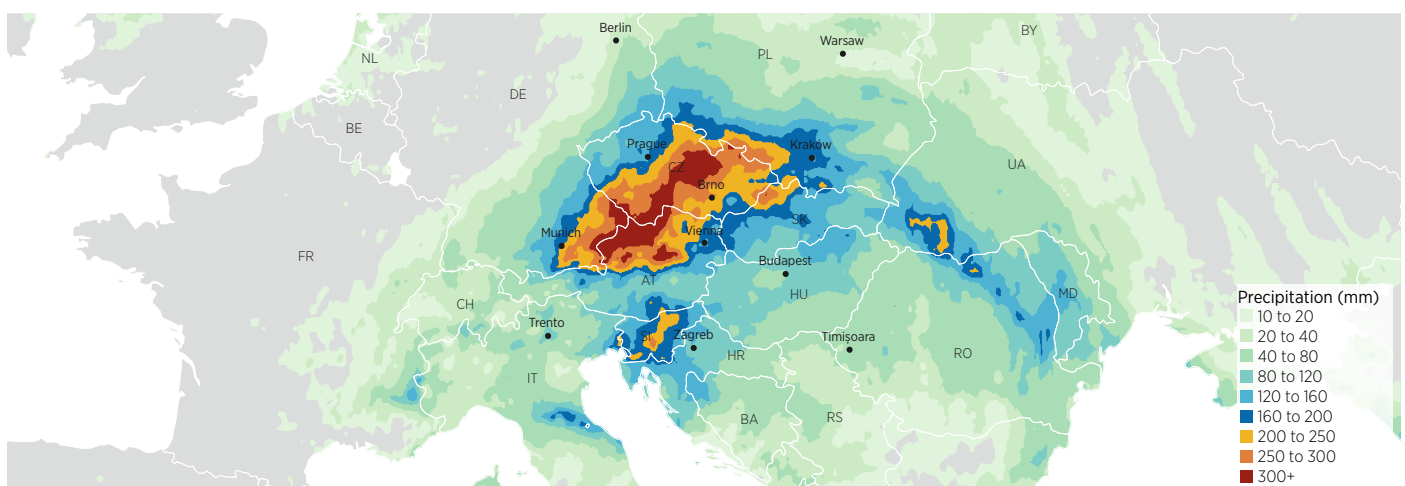 Berlin
BY
Warsaw
PL
NL
DE
BE
Prague
Kraków
CZ
UA
Brno
SK
Munich
Vienna
FR
Budapest
AT
MD
HU
CH
Trento
SI
Zagreb
Timișoara
HR
RO
IT
BA
RS
Precipitation (mm)
10 to 20
20 to 40
40 to 80
80 to 120
120 to 160
160 to 200
200 to 250
250 to 300
300+